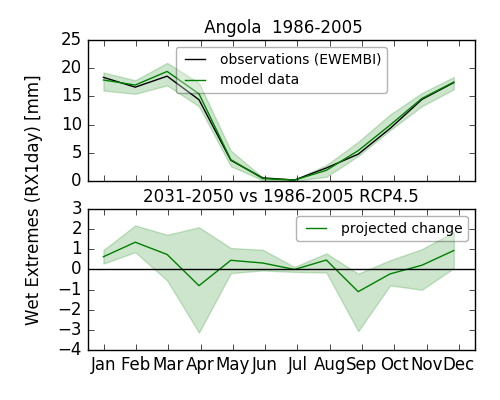 Angola 1986-2005
25
20
15
10
5
0
observations (EWEMBI)
model data
Wet Extremes (RX1day) [mm]
2031-2050 vs 1986-2005 RCP4.5
3
2
1
0
−1
−2
−3
−4
projected change
Jan Feb Mar Apr May Jun Jul Aug Sep Oct Nov Dec